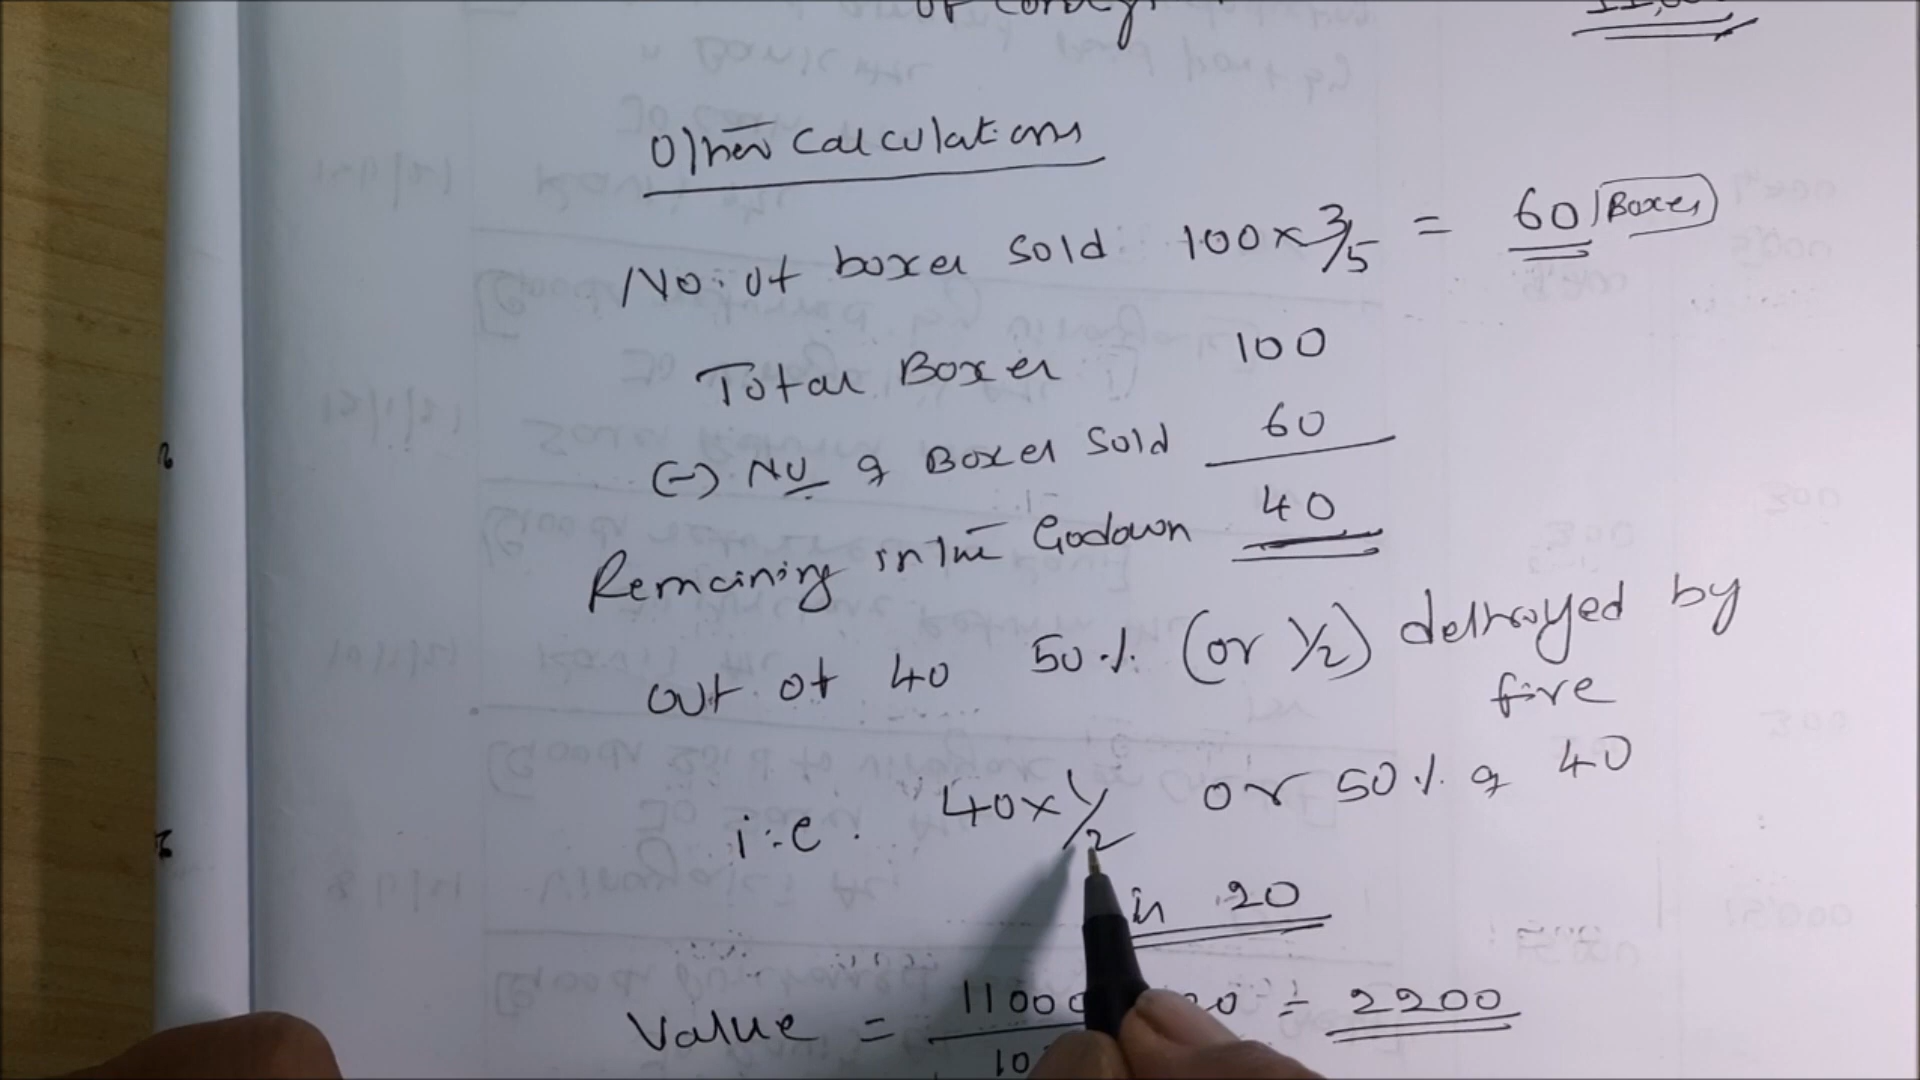 Other Calculations
No. of boxes sold 100 x 3/5 = 60 Boxes
Total Boxes 100
(-) No of Boxes Sold 60
Remaining in the Godown 40
out of 40 50% (or 1/2) destroyed by
fire
i.e. 40 x 1/2 or 50% of 40
is 20
Value = 11000 = 2200